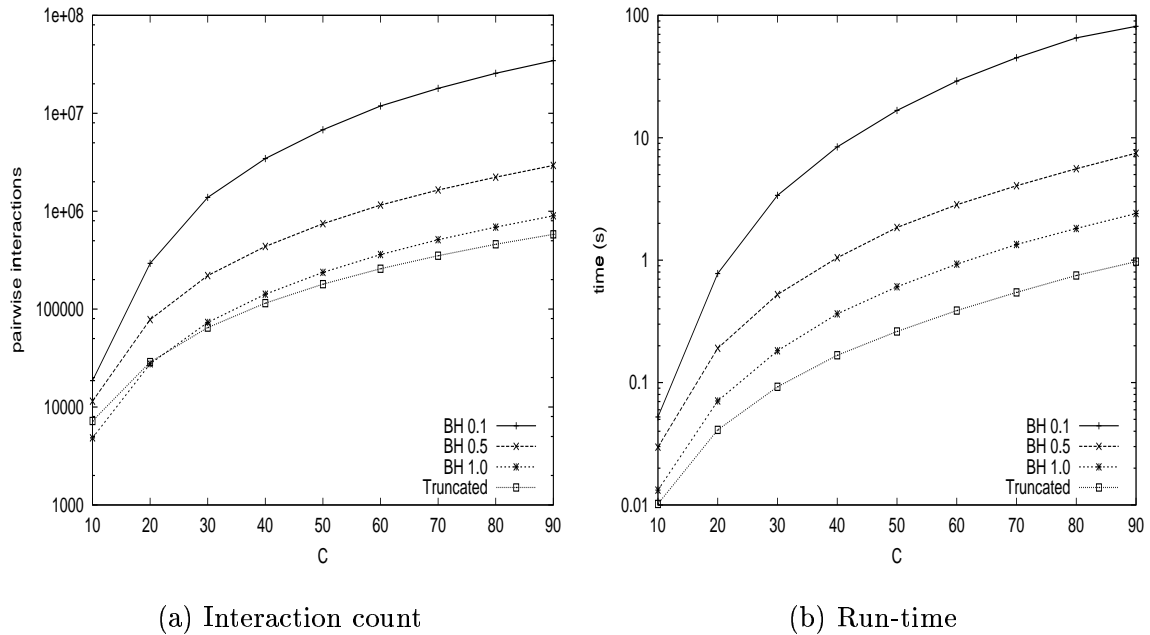 1e+08
1e+07
1e+06
100000
10000
1000
pairwise interactions
10 20 30 40 50 60 70 80 90
C
BH 0.1
BH 0.5
BH 1.0
Truncated
(a) Interaction count
100
10
1
0.1
0.01
time (s)
10 20 30 40 50 60 70 80 90
C
BH 0.1
BH 0.5
BH 1.0
Truncated
(b) Run-time